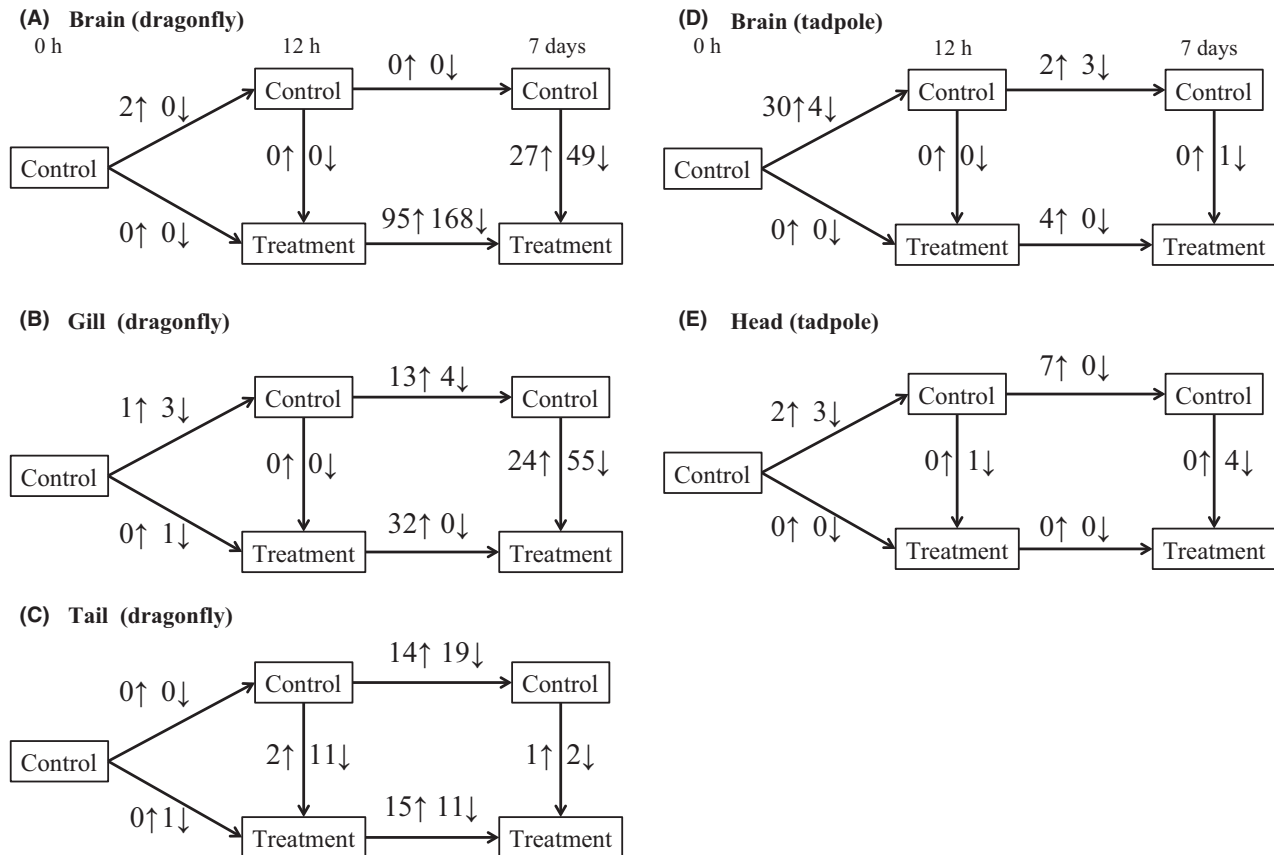 (A) Brain (dragonfly)
0 h
12 h
7 days
0↑ 0↓
Control
Control
2↑ 0↓
0↑ 0↓
27↑ 49↓
Control
0↑ 0↓
95↑ 168↓
Treatment
Treatment
(B) Gill (dragonfly)
13↑ 4↓
Control
Control
1↑ 3↓
0↑ 0↓
24↑ 55↓
Control
0↑ 1↓
32↑ 0↓
Treatment
Treatment
(C) Tail (dragonfly)
14↑ 19↓
Control
Control
0↑ 0↓
2↑ 11↓
1↑ 2↓
Control
0↑1↓
15↑ 11↓
Treatment
Treatment
(D) Brain (tadpole)
0 h
12 h
7 days
2↑ 3↓
Control
Control
30↑4↓
0↑ 0↓
0↑ 1↓
Control
0↑ 0↓
4↑ 0↓
Treatment
Treatment
(E) Head (tadpole)
7↑ 0↓
Control
Control
2↑ 3↓
0↑ 1↓
0↑ 4↓
Control
0↑ 0↓
0↑ 0↓
Treatment
Treatment